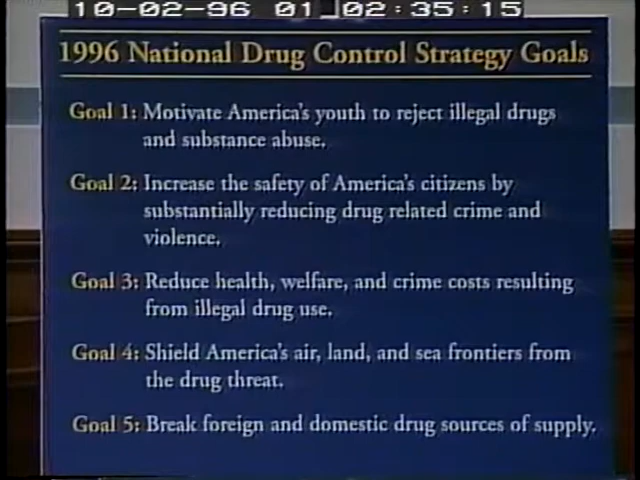 10-02-96 01 02:35:15
1996 National Drug Control Strategy Goals
Goal 1: Motivate America's youth to reject illegal drugs
and substance abuse.
Goal 2: Increase the safety of America's citizens by
substantially reducing drug related crime and
violence.
Goal 3: Reduce health, welfare, and crime costs resulting
from illegal drug use.
Goal 4: Shield America's air, land, and sea frontiers from
the drug threat.
Goal 5: Break foreign and domestic drug sources of supply.